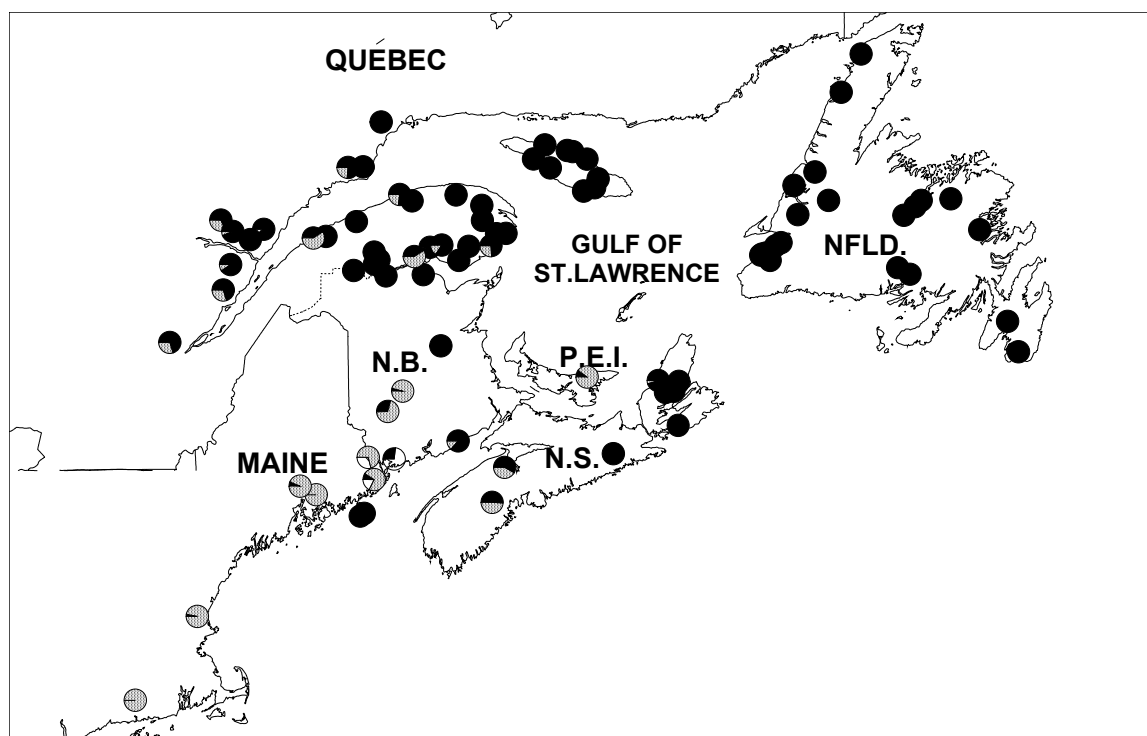 QUÉBEC
GULF OF
ST.LAWRENCE
NFLD.
N.B.
P.E.I.
MAINE
N.S.